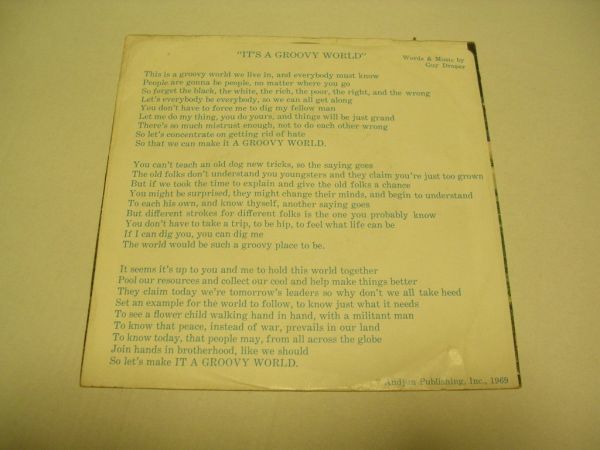 "IT'S A GROOVY WORLD"
Words & Music by
Guy Draper
This is a groovy world we live in, and everybody must know
People are gonna be people, no matter where you go
So forget the black, the white, the rich, the poor, the right, and the wrong
Let's everybody be everybody, so we can all get along
You don't have to force me to dig my fellow man
Let me do my thing, you do yours, and things will be just grand
There's so much mistrust enough, not to do each other wrong
So let's concentrate on getting rid of hate
So that we can make it A GROOVY WORLD.
You can't teach an old dog new tricks, so the saying goes
The old folks don't understand you youngsters and they claim you're just too grown
But if we took the time to explain and give the old folks a chance
You might be surprised, they might change their minds, and begin to understand
To each his own, and know thyself, another saying goes
But different strokes for different folks is the one you probably know
You don't have to take a trip, to be hip, to feel what life can be
If I can dig you, you can dig me
The world would be such a groovy place to be.
It seems it's up to you and me to hold this world together
Pool our resources and collect our cool and help make things better
They claim today we're tomorrow's leaders so why don't we all take heed
Set an example for the world to follow, to know just what it needs
To see a flower child walking hand in hand, with a militant man
To know that peace, instead of war, prevails in our land
To know today, that people may, from all across the globe
Join hands in brotherhood, like we should
So let's make IT A GROOVY WORLD.
Andjun Publishing, Inc., 1969